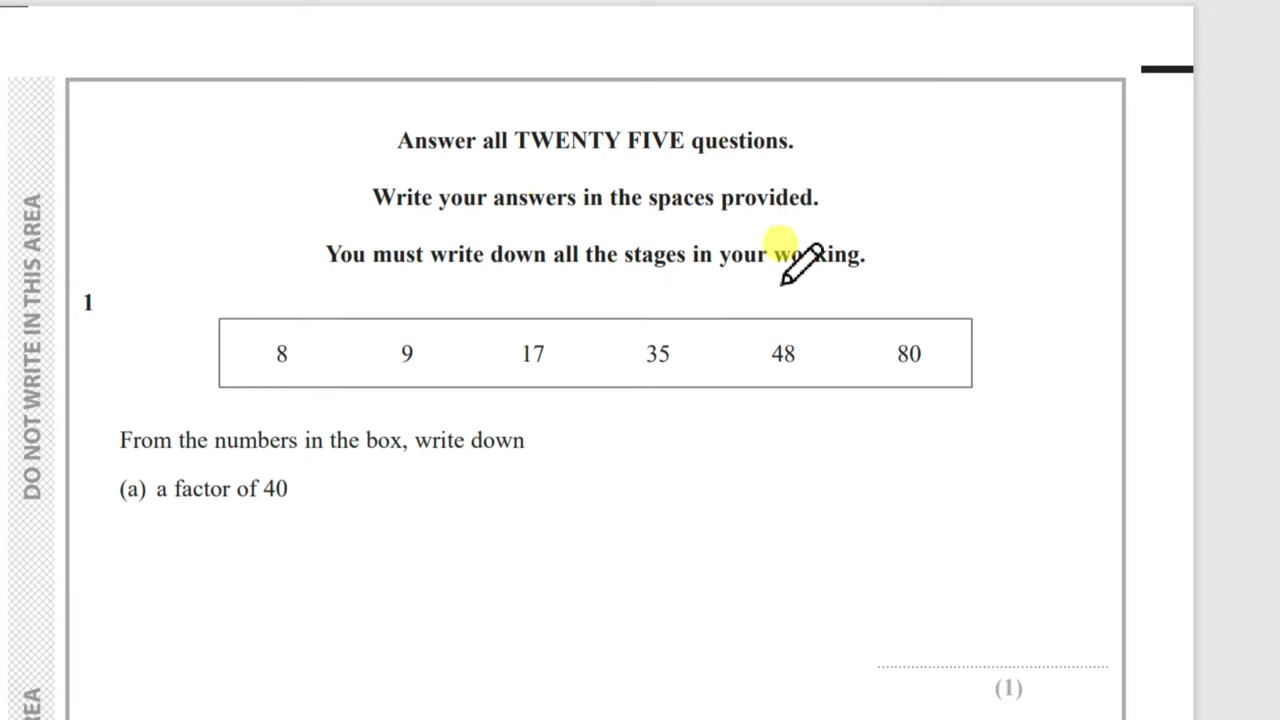 Answer all TWENTY FIVE questions.
Write your answers in the spaces provided.
You must write down all the stages in your working.
DO NOT WRITE IN THIS AREA
1
8 9 17 35 48 80
From the numbers in the box, write down
(a) a factor of 40
(1)
REA